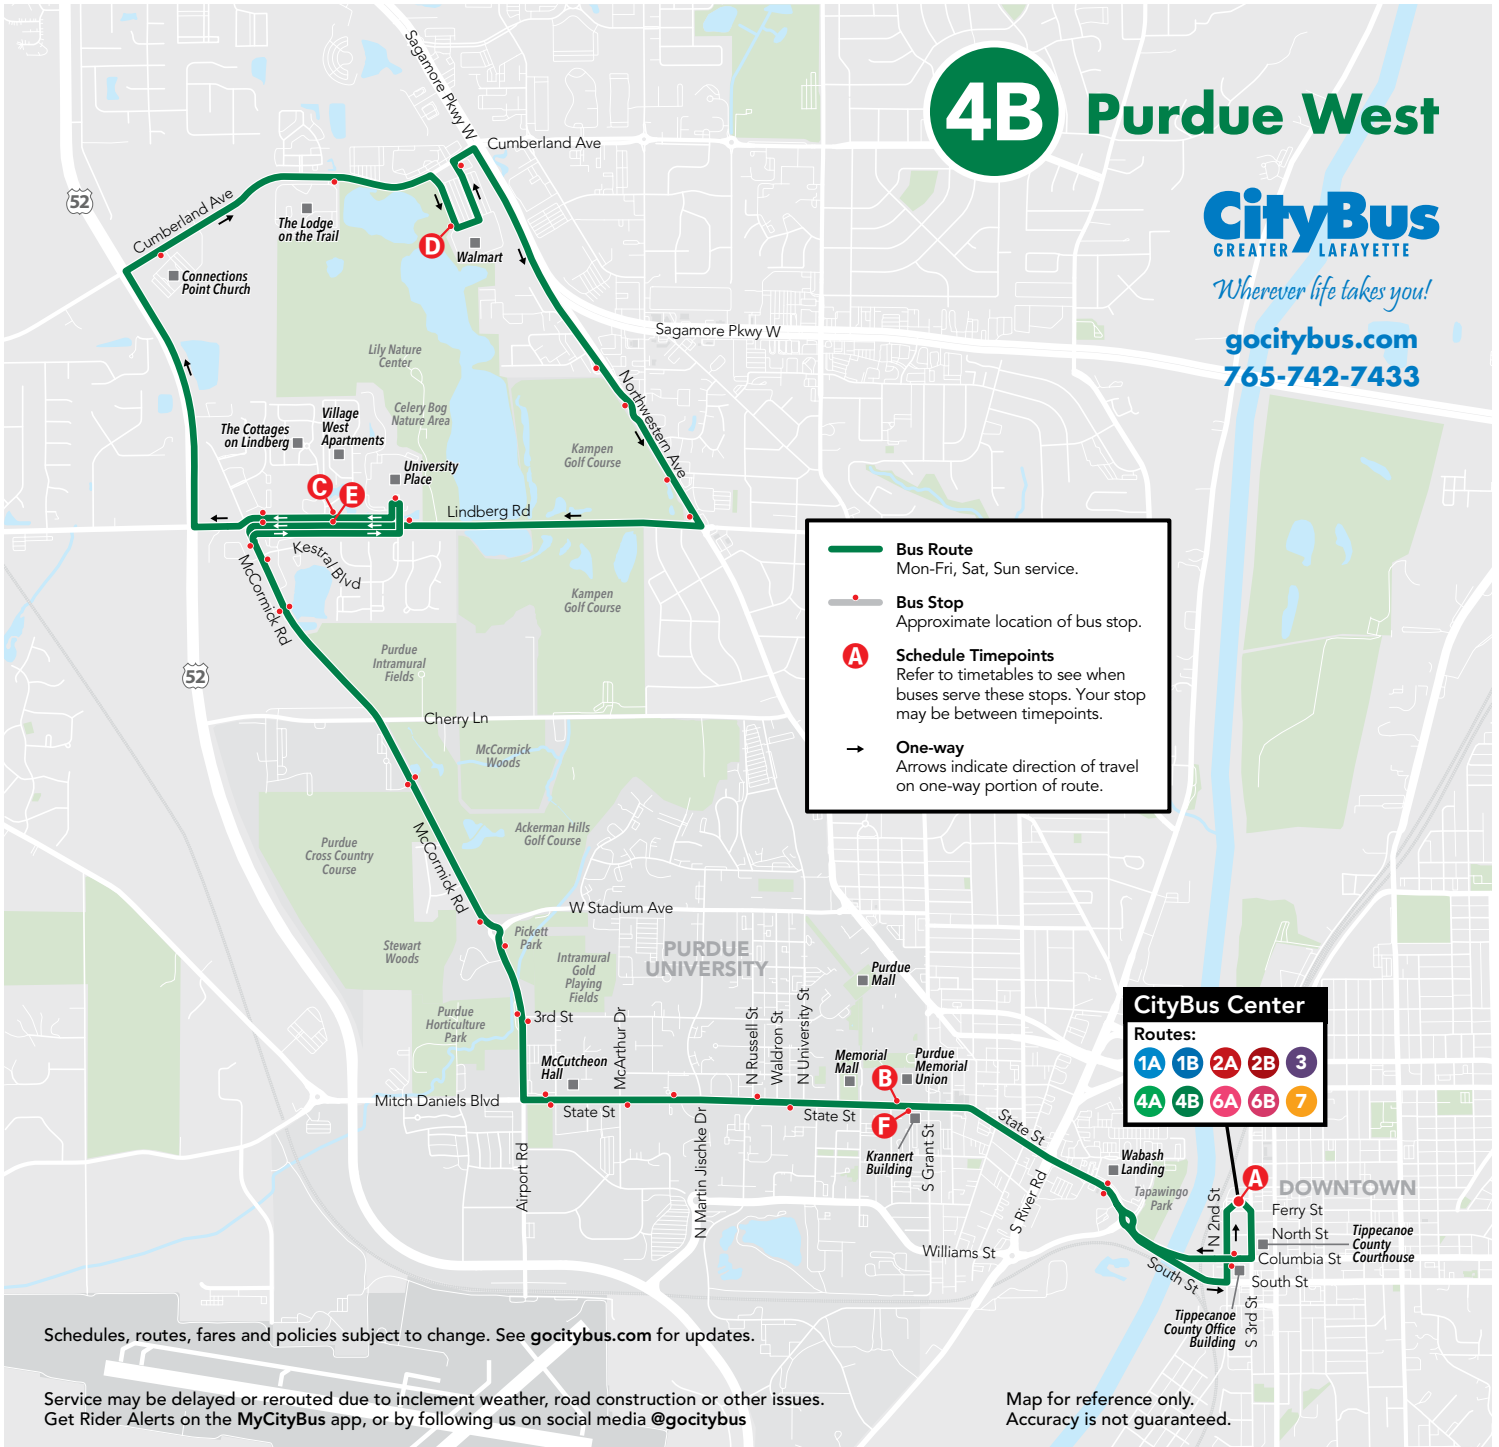 4B Purdue West
CityBus
GREATER LAFAYETTE
Wherever life takes you!
gocitybus.com
765-742-7433
Sagamore Pkwy W
Cumberland Ave
52
Cumberland Ave
The Lodge
on the Trail
D
Walmart
Connections
Point Church
Sagamore Pkwy W
Lily Nature
Center
Northwestern Ave
Celery Bog
Nature Area
Village
West
Apartments
The Cottages
on Lindberg
Kampen
Golf Course
University
Place
C
E
Lindberg Rd
Kestral Blvd
McCormick Rd
Kampen
Golf Course
Bus Route
Mon-Fri, Sat, Sun service.
Bus Stop
Approximate location of bus stop.
A
Schedule Timepoints
Refer to timetables to see when
buses serve these stops. Your stop
may be between timepoints.
One-way
Arrows indicate direction of travel
on one-way portion of route.
52
Purdue
Intramural
Fields
Cherry Ln
McCormick
Woods
Ackerman Hills
Golf Course
Purdue
Cross Country
Course
McCormick Rd
W Stadium Ave
Pickett
Park
Stewart
Woods
Intramural
Gold
Playing
Fields
PURDUE
UNIVERSITY
Purdue
Mall
Purdue
Horticulture
Park
3rd St
McArthur Dr
N Russell St
Waldron St
N University St
McCutcheon
Hall
Memorial
Mall
Purdue
Memorial
Union
B
Mitch Daniels Blvd
State St
State St
F
State St
Krannert
Building
S Grant St
Airport Rd
N Martin Jischke Dr
S River Rd
Williams St
Wabash
Landing
Tapawingo
Park
CityBus Center
Routes:
1A 1B 2A 2B 3
4A 4B 6A 6B 7
A
DOWNTOWN
N 2nd St
Ferry St
North St
Columbia St
South St
South St
S 3rd St
Tippecanoe
County
Courthouse
Tippecanoe
County Office
Building
Schedules, routes, fares and policies subject to change. See gocitybus.com for updates.
Service may be delayed or rerouted due to inclement weather, road construction or other issues.
Get Rider Alerts on the MyCityBus app, or by following us on social media @gocitybus
Map for reference only.
Accuracy is not guaranteed.